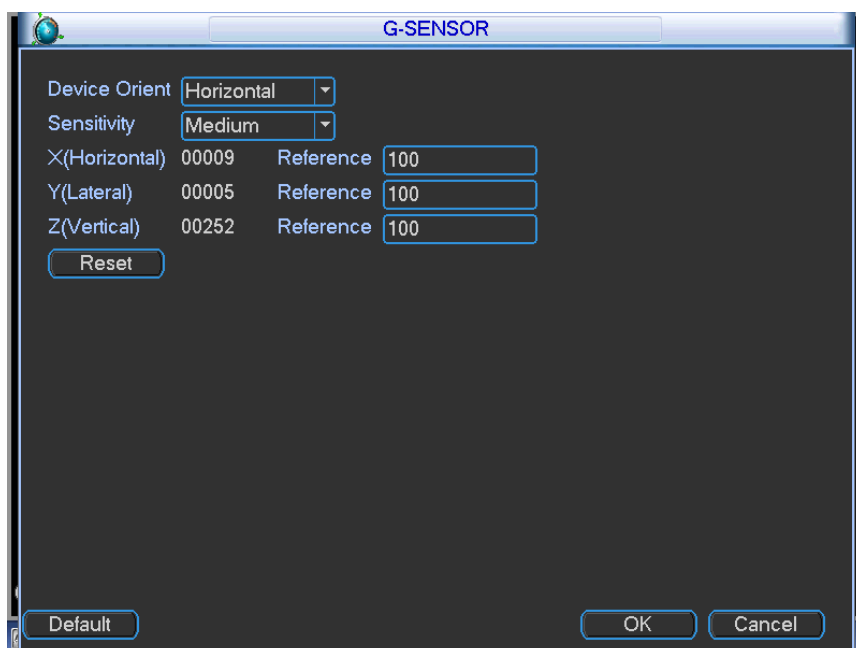 G-SENSOR
Device Orient Horizontal
Sensitivity Medium
X(Horizontal) 00009 Reference 100
Y(Lateral) 00005 Reference 100
Z(Vertical) 00252 Reference 100
Reset
Default OK Cancel